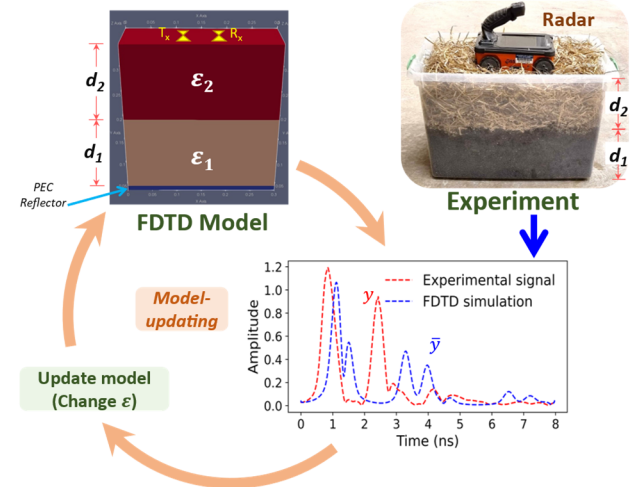 Tx Rx
ε2
ε1
d2
d1
PEC
Reflector
FDTD Model
Radar
d2
d1
Experiment
Model-
updating
Update model
(Change ε)
Experimental signal
FDTD simulation
y
ȳ
Amplitude
1.2
1.0
0.8
0.6
0.4
0.2
0.0
0 1 2 3 4 5 6 7 8
Time (ns)